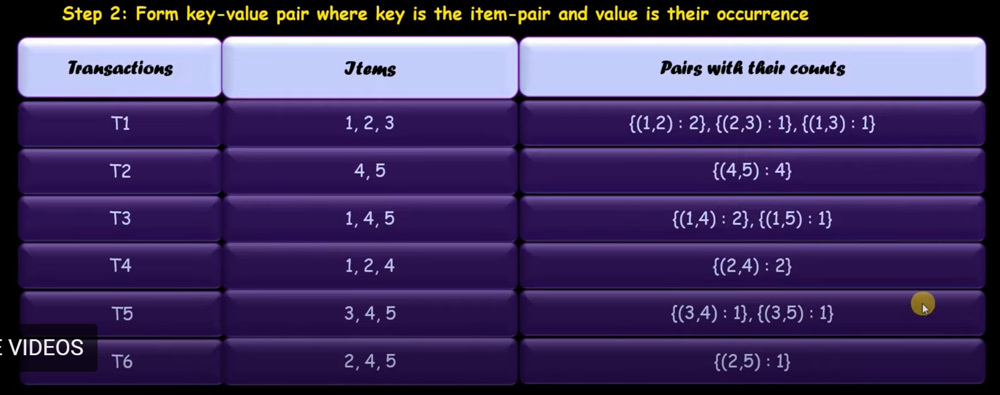 Step 2: Form key-value pair where key is the item-pair and value is their occurrence
Transactions Items Pairs with their counts
T1 1, 2, 3 {(1,2) : 2}, {(2,3) : 1}, {(1,3) : 1}
T2 4, 5 {(4,5) : 4}
T3 1, 4, 5 {(1,4) : 2}, {(1,5) : 1}
T4 1, 2, 4 {(2,4) : 2}
T5 3, 4, 5 {(3,4) : 1}, {(3,5) : 1}
VIDEOS
T6 2, 4, 5 {(2,5) : 1}